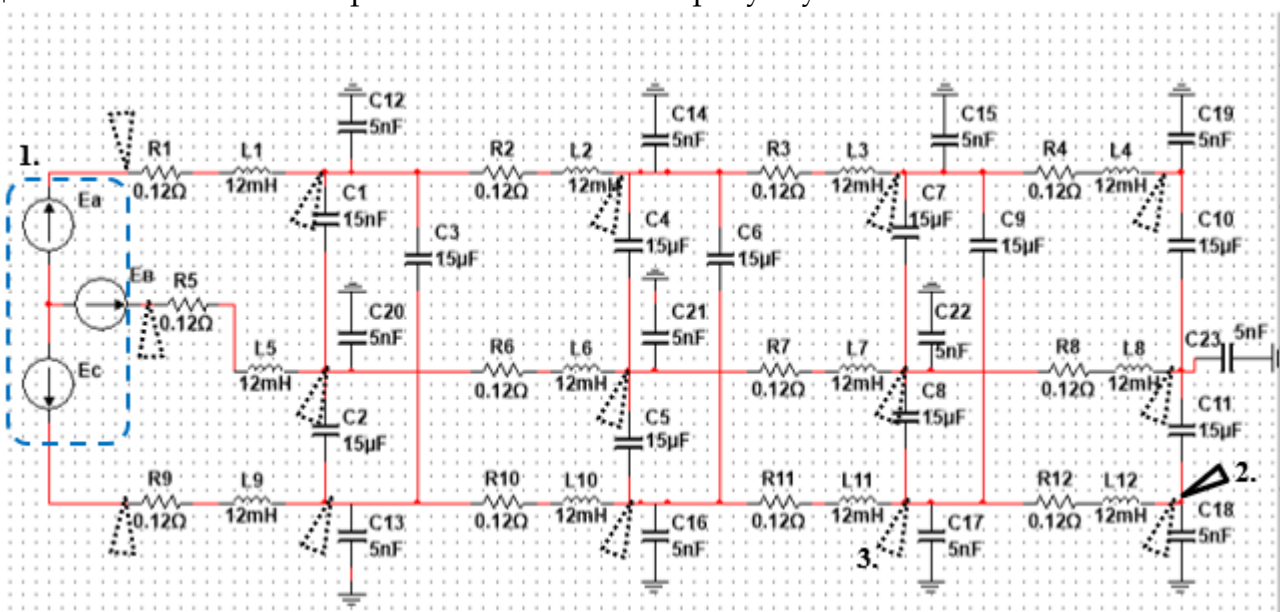 C12
5nF
C14
5nF
C15
5nF
C19
5nF
1.
R1
0.12Ω
L1
12mH
R2
0.12Ω
L2
12mH
R3
0.12Ω
L3
12mH
R4
0.12Ω
L4
12mH
Ea
C1
15nF
C3
15µF
C4
15µF
C6
15µF
C7
15µF
C9
15µF
C10
15µF
Eв
R5
0.12Ω
L5
12mH
C20
5nF
R6
0.12Ω
L6
12mH
C21
5nF
R7
0.12Ω
L7
12mH
C22
5nF
R8
0.12Ω
L8
12mH
C23
5nF
Ec
C2
15µF
C5
15µF
C8
15µF
C11
15µF
R9
0.12Ω
L9
12mH
C13
5nF
R10
0.12Ω
L10
12mH
C16
5nF
R11
0.12Ω
L11
12mH
3.
C17
5nF
R12
0.12Ω
L12
12mH
2.
C18
5nF